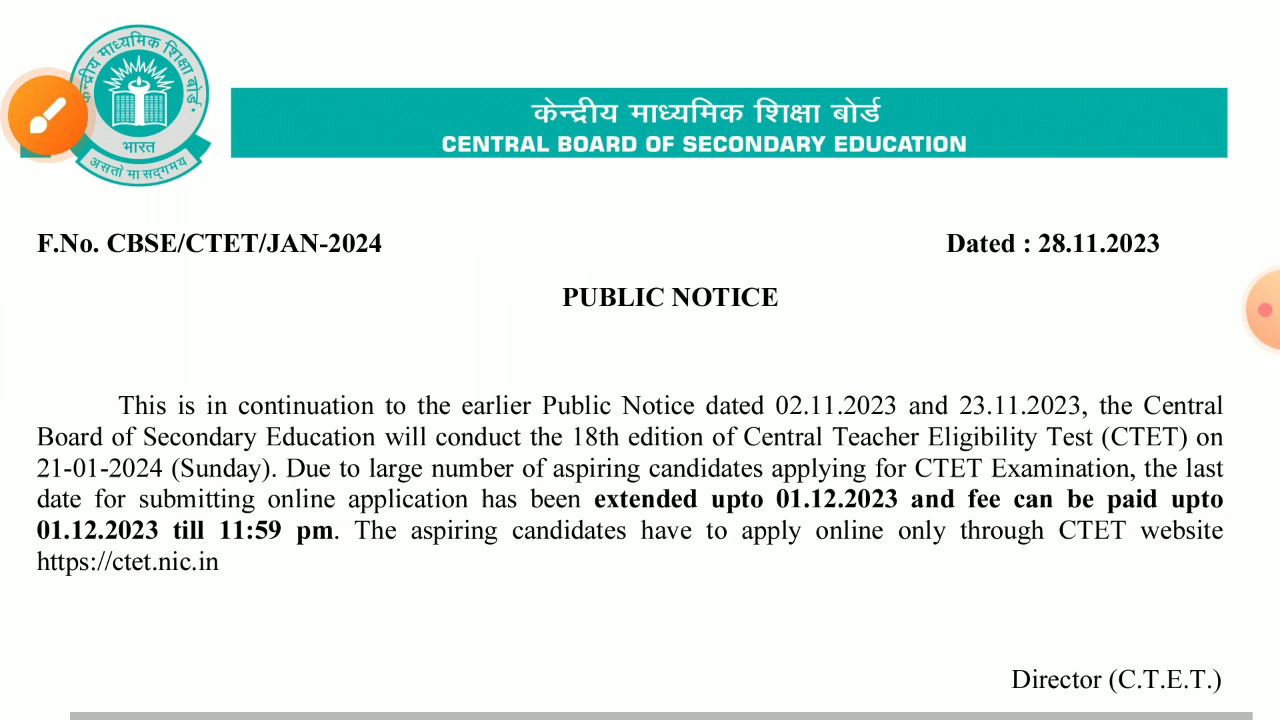 केन्द्रीय माध्यमिक शिक्षा बोर्ड
भारत
असतो मा सद्गमय
केन्द्रीय माध्यमिक शिक्षा बोर्ड
CENTRAL BOARD OF SECONDARY EDUCATION
F.No. CBSE/CTET/JAN-2024
Dated : 28.11.2023
PUBLIC NOTICE
This is in continuation to the earlier Public Notice dated 02.11.2023 and 23.11.2023, the Central
Board of Secondary Education will conduct the 18th edition of Central Teacher Eligibility Test (CTET) on
21-01-2024 (Sunday). Due to large number of aspiring candidates applying for CTET Examination, the last
date for submitting online application has been extended upto 01.12.2023 and fee can be paid upto
01.12.2023 till 11:59 pm. The aspiring candidates have to apply online only through CTET website
https://ctet.nic.in
Director (C.T.E.T.)